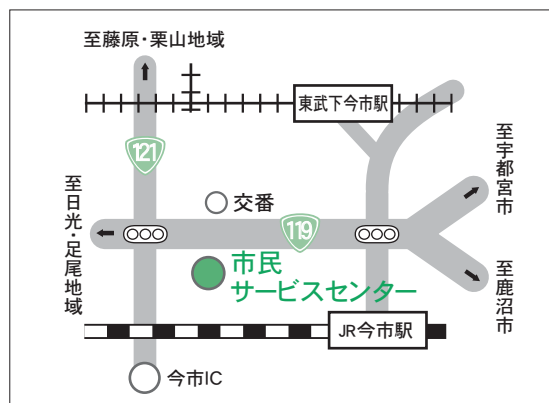 至藤原・栗山地域
東武下今市駅
121
至宇都宮市
至日光・足尾地域
交番
119
市民
サービスセンター
至鹿沼市
JR今市駅
今市IC